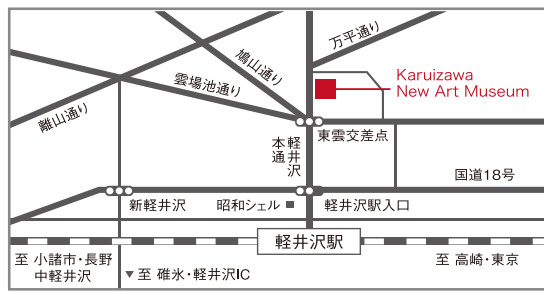 万平通り
鳩山通り
雲場池通り
離山通り
Karuizawa
New Art Museum
東雲交差点
軽井沢
本通
国道18号
新軽井沢
昭和シェル
軽井沢駅入口
軽井沢駅
至 小諸市・長野
中軽井沢
至 高崎・東京
▼至 碓氷・軽井沢IC